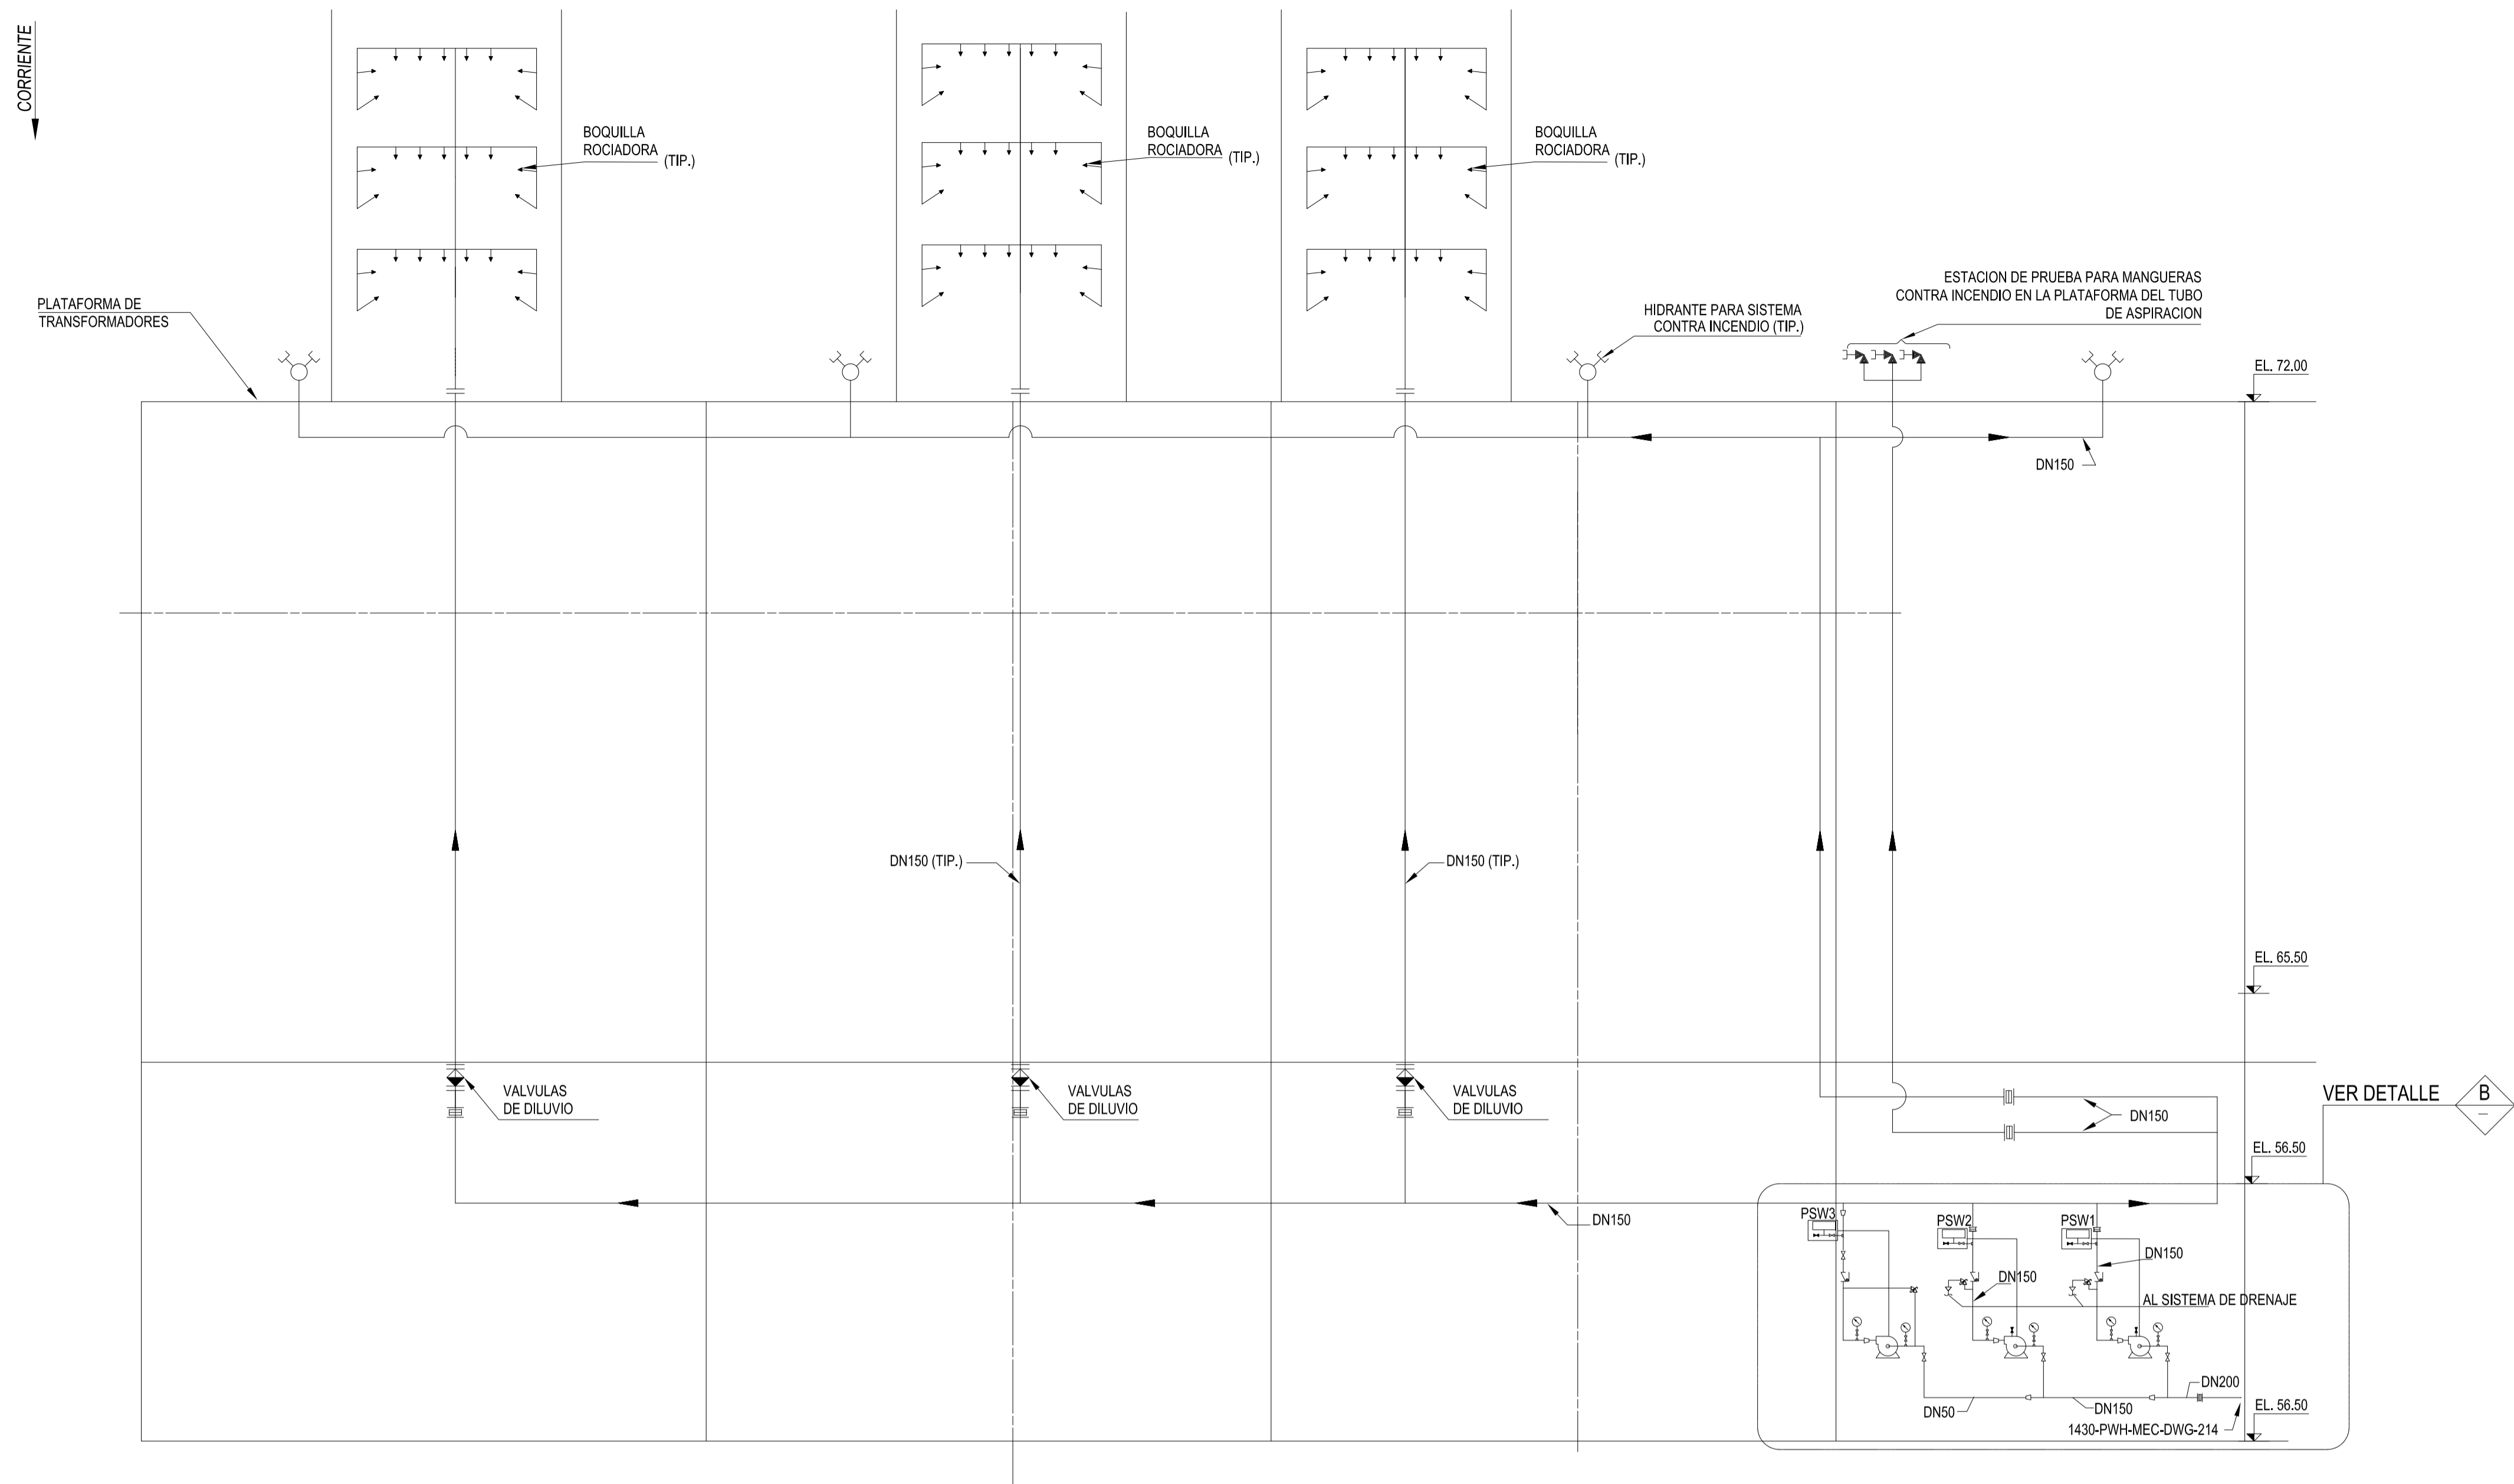 CORRIENTE
BOQUILLA
ROCIADORA
(TIP.)
BOQUILLA
ROCIADORA
(TIP.)
BOQUILLA
ROCIADORA
(TIP.)
PLATAFORMA DE
TRANSFORMADORES
HIDRANTE PARA SISTEMA
CONTRA INCENDIO (TIP.)
ESTACION DE PRUEBA PARA MANGUERAS
CONTRA INCENDIO EN LA PLATAFORMA DEL TUBO
DE ASPIRACION
EL. 72.00
DN150
DN150 (TIP.)
DN150 (TIP.)
EL. 65.50
VALVULAS
DE DILUVIO
VALVULAS
DE DILUVIO
VALVULAS
DE DILUVIO
VER DETALLE
B
–
DN150
EL. 56.50
DN150
PSW3
PSW2
PSW1
DN150
DN150
AL SISTEMA DE DRENAJE
DN200
DN50
DN150
EL. 56.50
1430-PWH-MEC-DWG-214